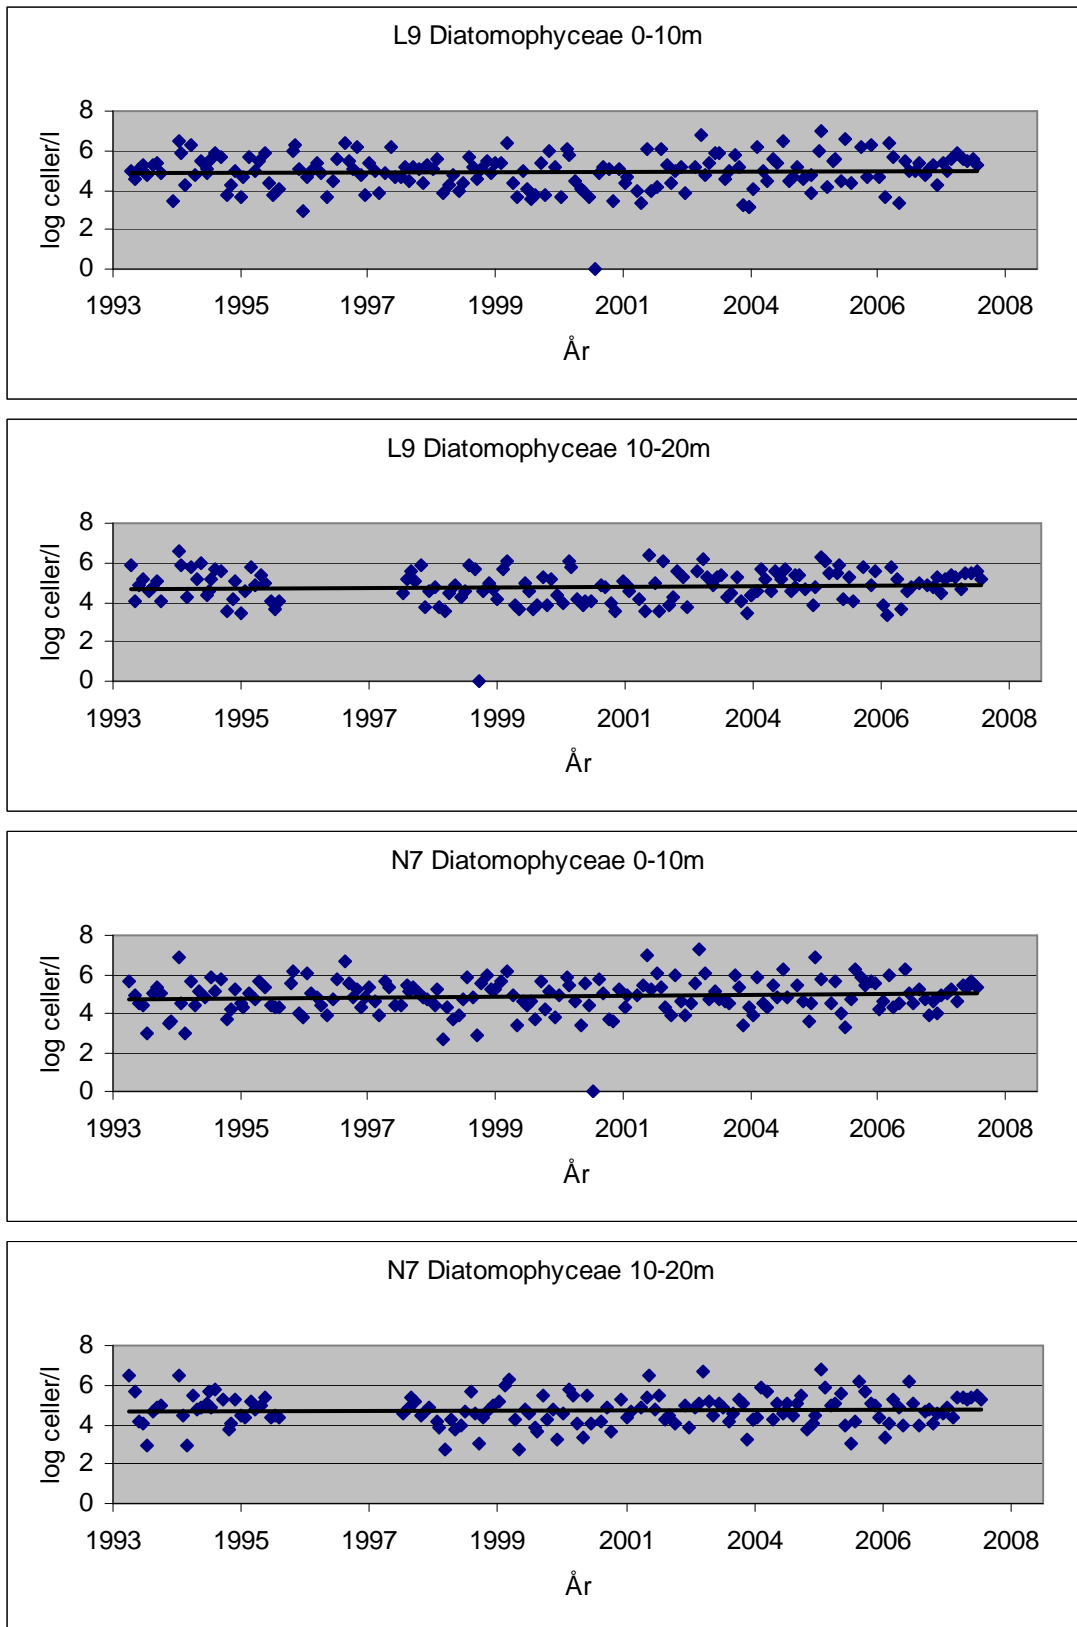 L9 Diatomophyceae 0-10m
8
6
4
2
0
log celler/l
1993 1995 1997 1999 2001 2004 2006 2008
År
L9 Diatomophyceae 10-20m
8
6
4
2
0
log celler/l
1993 1995 1997 1999 2001 2004 2006 2008
År
N7 Diatomophyceae 0-10m
8
6
4
2
0
log celler/l
1993 1995 1997 1999 2001 2004 2006 2008
År
N7 Diatomophyceae 10-20m
8
6
4
2
0
log celler/l
1993 1995 1997 1999 2001 2004 2006 2008
År